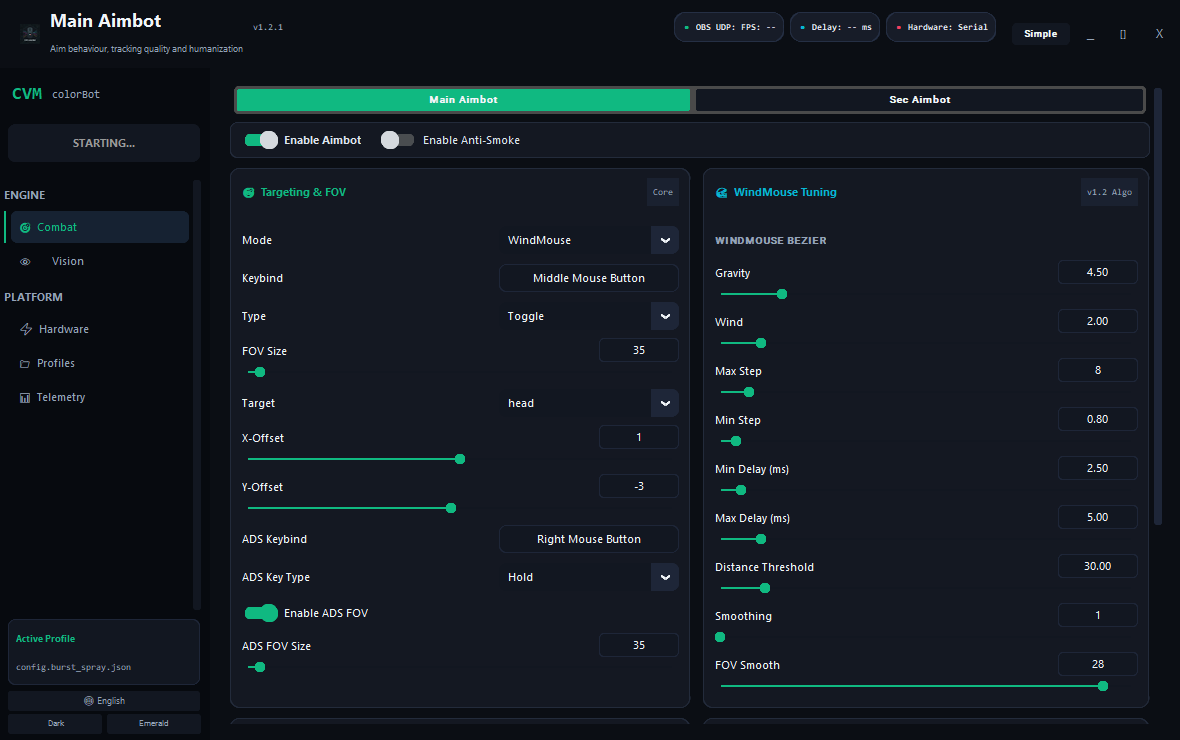 Main Aimbot
v1.2.1
Aim behaviour, tracking quality and humanization
OBS UDP: FPS: --
Delay: -- ms
Hardware: Serial
Simple
_
[]
X
CVM colorBot
STARTING...
ENGINE
Combat
Vision
PLATFORM
Hardware
Profiles
Telemetry
Active Profile
config.burst_spray.json
English
Dark
Emerald
Main Aimbot
Sec Aimbot
Enable Aimbot
Enable Anti-Smoke
Targeting & FOV
Core
Mode
WindMouse
Keybind
Middle Mouse Button
Type
Toggle
FOV Size
35
Target
head
X-Offset
1
Y-Offset
-3
ADS Keybind
Right Mouse Button
ADS Key Type
Hold
Enable ADS FOV
ADS FOV Size
35
WindMouse Tuning
v1.2 Algo
WINDMOUSE BEZIER
Gravity
4.50
Wind
2.00
Max Step
8
Min Step
0.80
Min Delay (ms)
2.50
Max Delay (ms)
5.00
Distance Threshold
30.00
Smoothing
1
FOV Smooth
28